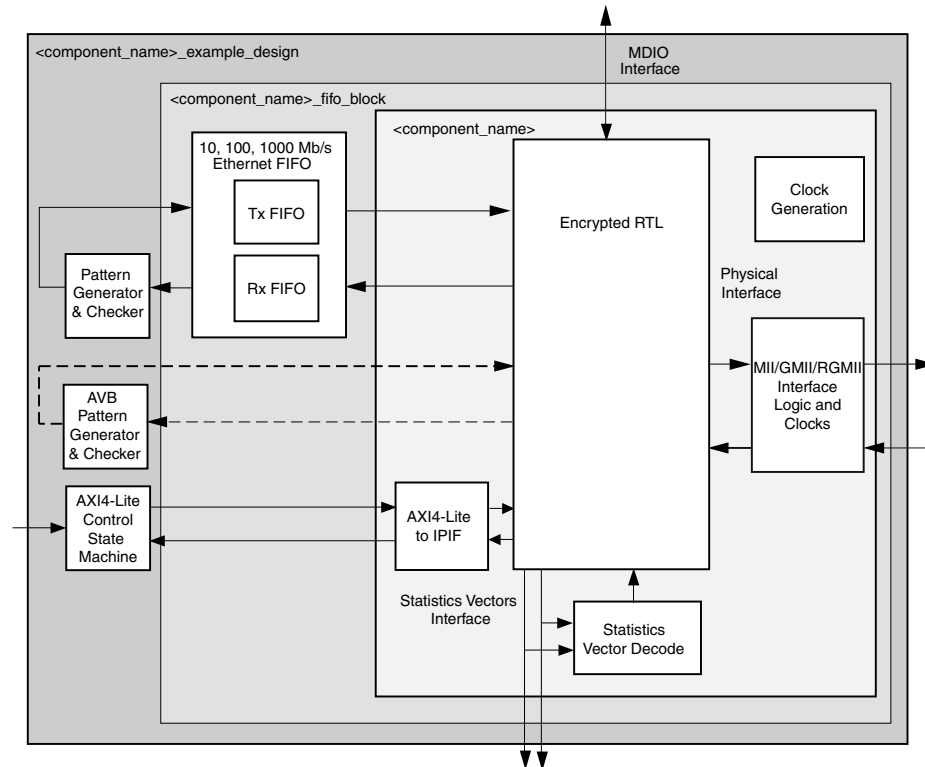 <component_name>_example_design
MDIO
Interface
<component_name>_fifo_block
<component_name>
10, 100, 1000 Mb/s
Ethernet FIFO
Tx FIFO
Rx FIFO
Encrypted RTL
Clock
Generation
Pattern
Generator
& Checker
Physical
Interface
MII/GMII/RGMII
Interface
Logic and
Clocks
AVB
Pattern
Generator
& Checker
AXI4-Lite
Control
State
Machine
AXI4-Lite
to IPIF
Statistics Vectors
Interface
Statistics
Vector Decode